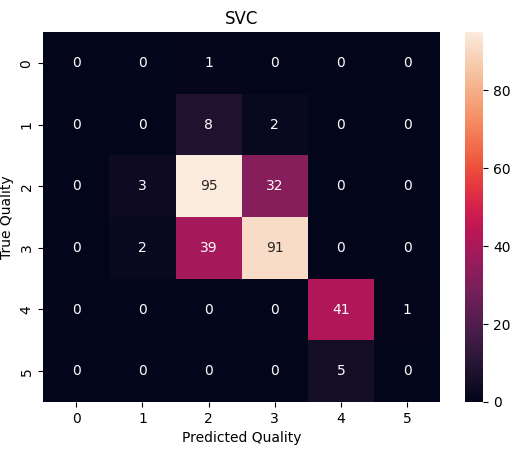 SVC
0 0 0 1 0 0 0
1 0 0 8 2 0 0
2 0 3 95 32 0 0
3 0 2 39 91 0 0
4 0 0 0 0 41 1
5 0 0 0 0 5 0
0 1 2 3 4 5
Predicted Quality
True Quality
80
60
40
20
0